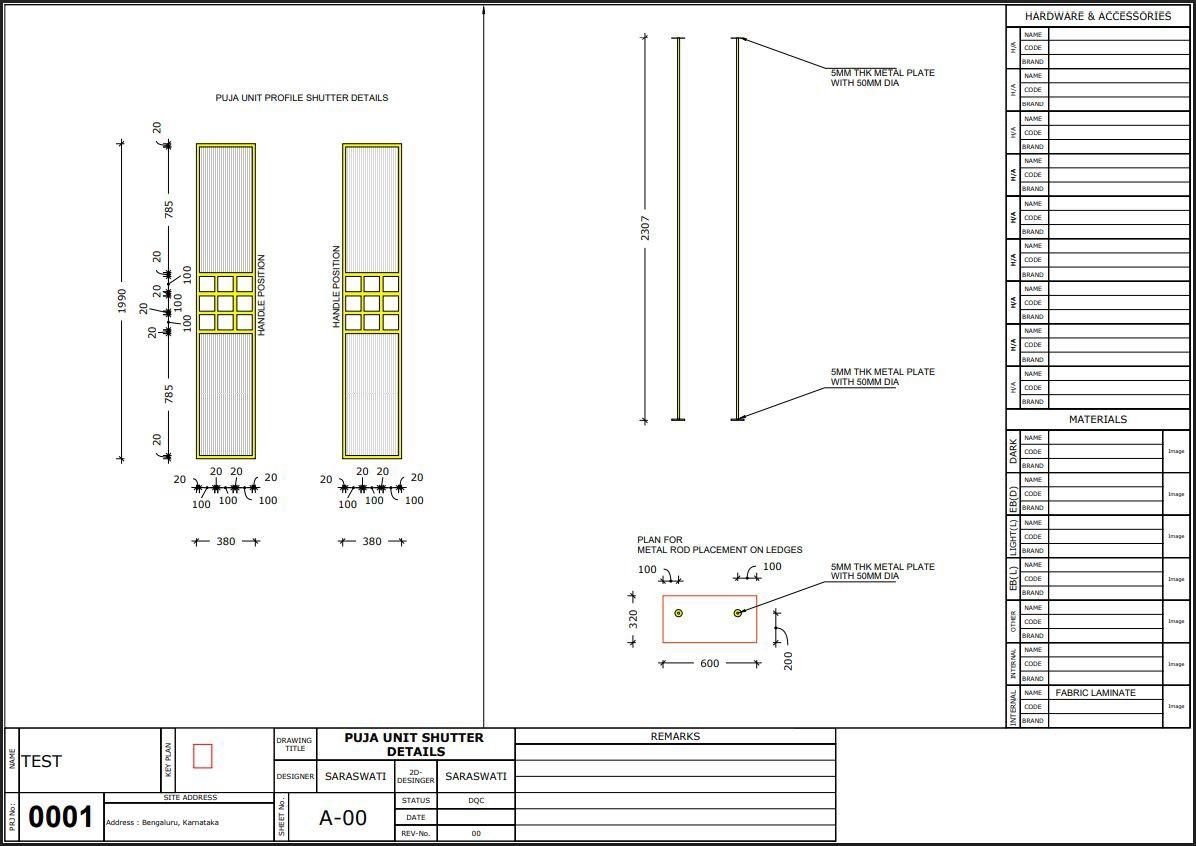 PUJA UNIT PROFILE SHUTTER DETAILS
20
785
20
100
20
100
20
100
20
785
20
1990
HANDLE POSITION
HANDLE POSITION
20
20
20
20
100
100
100
380
20
20
20
20
100
100
100
380
2307
5MM THK METAL PLATE
WITH 50MM DIA
5MM THK METAL PLATE
WITH 50MM DIA
PLAN FOR
METAL ROD PLACEMENT ON LEDGES
100
100
5MM THK METAL PLATE
WITH 50MM DIA
320
600
200
HARDWARE & ACCESSORIES
H/A
NAME
CODE
BRAND
H/A
NAME
CODE
BRAND
H/A
NAME
CODE
BRAND
H/A
NAME
CODE
BRAND
H/A
NAME
CODE
BRAND
H/A
NAME
CODE
BRAND
H/A
NAME
CODE
BRAND
H/A
NAME
CODE
BRAND
H/A
NAME
CODE
BRAND
MATERIALS
DARK
NAME
CODE
BRAND
Image
EB(D)
NAME
CODE
BRAND
Image
LIGHT(L)
NAME
CODE
BRAND
Image
EB(L)
NAME
CODE
BRAND
Image
OTHER
NAME
CODE
BRAND
Image
INTERNAL
NAME
CODE
BRAND
Image
INTERNAL
NAME FABRIC LAMINATE
CODE
BRAND
Image
NAME
TEST
KEY PLAN
DRAWING
TITLE
PUJA UNIT SHUTTER
DETAILS
REMARKS
DESIGNER
SARASWATI
2D-
DESINGER
SARASWATI
PRJ No:
0001
SITE ADDRESS
Address : Bengaluru, Karnataka
SHEET No.
A-00
STATUS
DQC
DATE
REV-No.
00